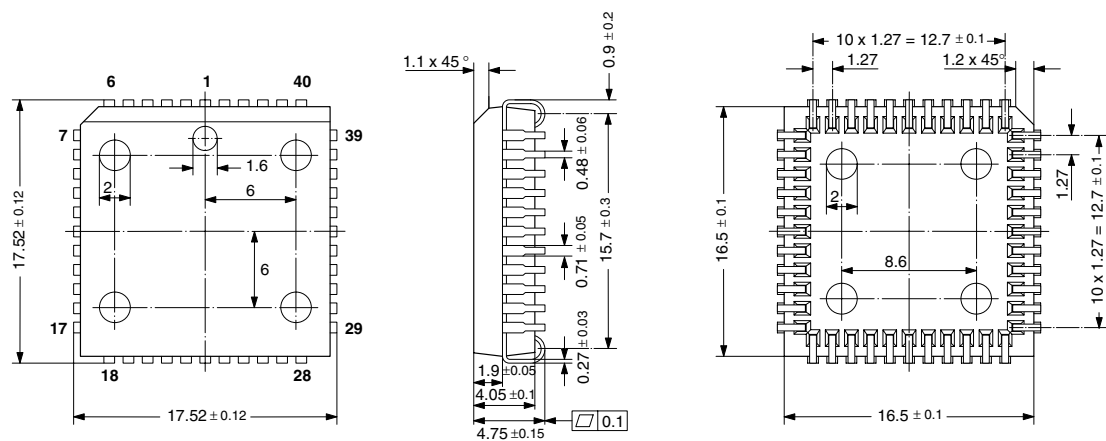 6
1
40
7
39
1.6
2
6
6
17
29
18
28
17.52 ± 0.12
17.52 ± 0.12
1.1 x 45 °
0.9 ± 0.2
0.48 ± 0.06
0.71 ± 0.05
15.7 ± 0.3
0.27 ± 0.03
1.9 ± 0.05
4.05 ± 0.1
4.75 ± 0.15
▱ 0.1
10 x 1.27 = 12.7 ± 0.1
1.27
1.2 x 45°
1.27
10 x 1.27 = 12.7 ± 0.1
2
8.6
16.5 ± 0.1
16.5 ± 0.1